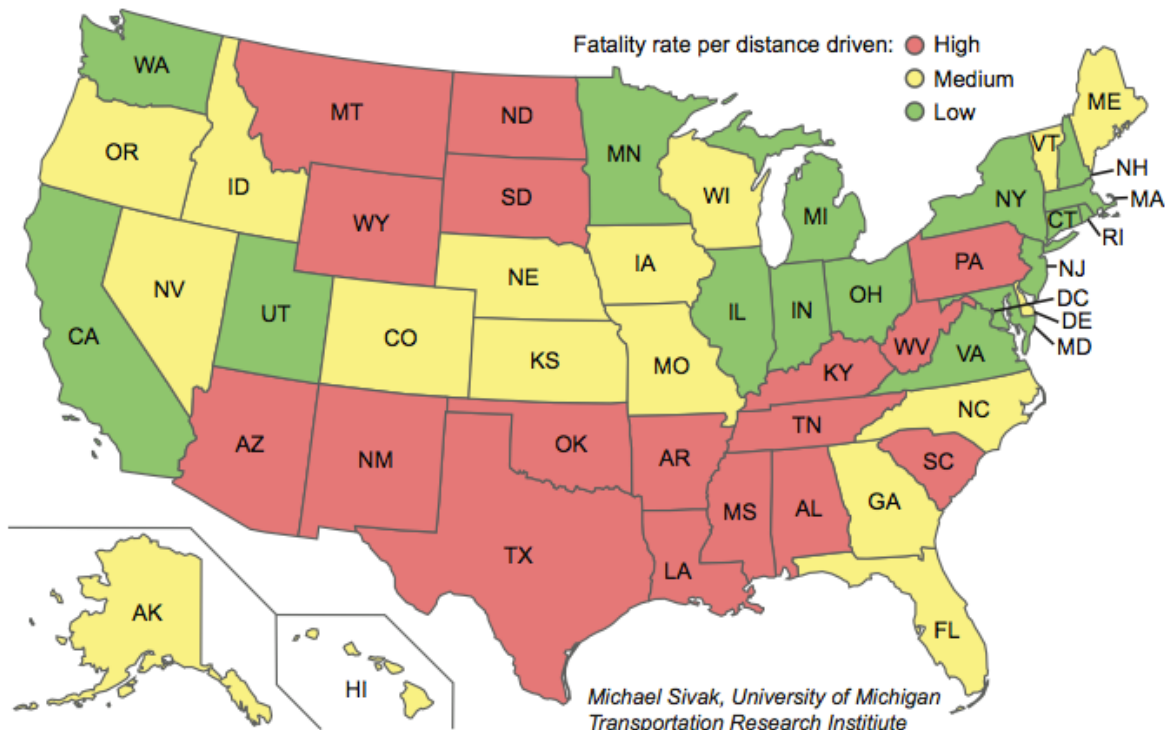 Fatality rate per distance driven:
High
Medium
Low
WA
OR
ID
MT
ND
MN
SD
WY
WI
MI
ME
VT
NH
MA
NY
CT
RI
CA
NV
UT
CO
NE
IA
KS
MO
IL
IN
OH
PA
NJ
DC
DE
MD
WV
VA
KY
NC
TN
SC
AZ
NM
OK
AR
TX
LA
MS
AL
GA
FL
AK
HI
Michael Sivak, University of Michigan
Transportation Research Institiute